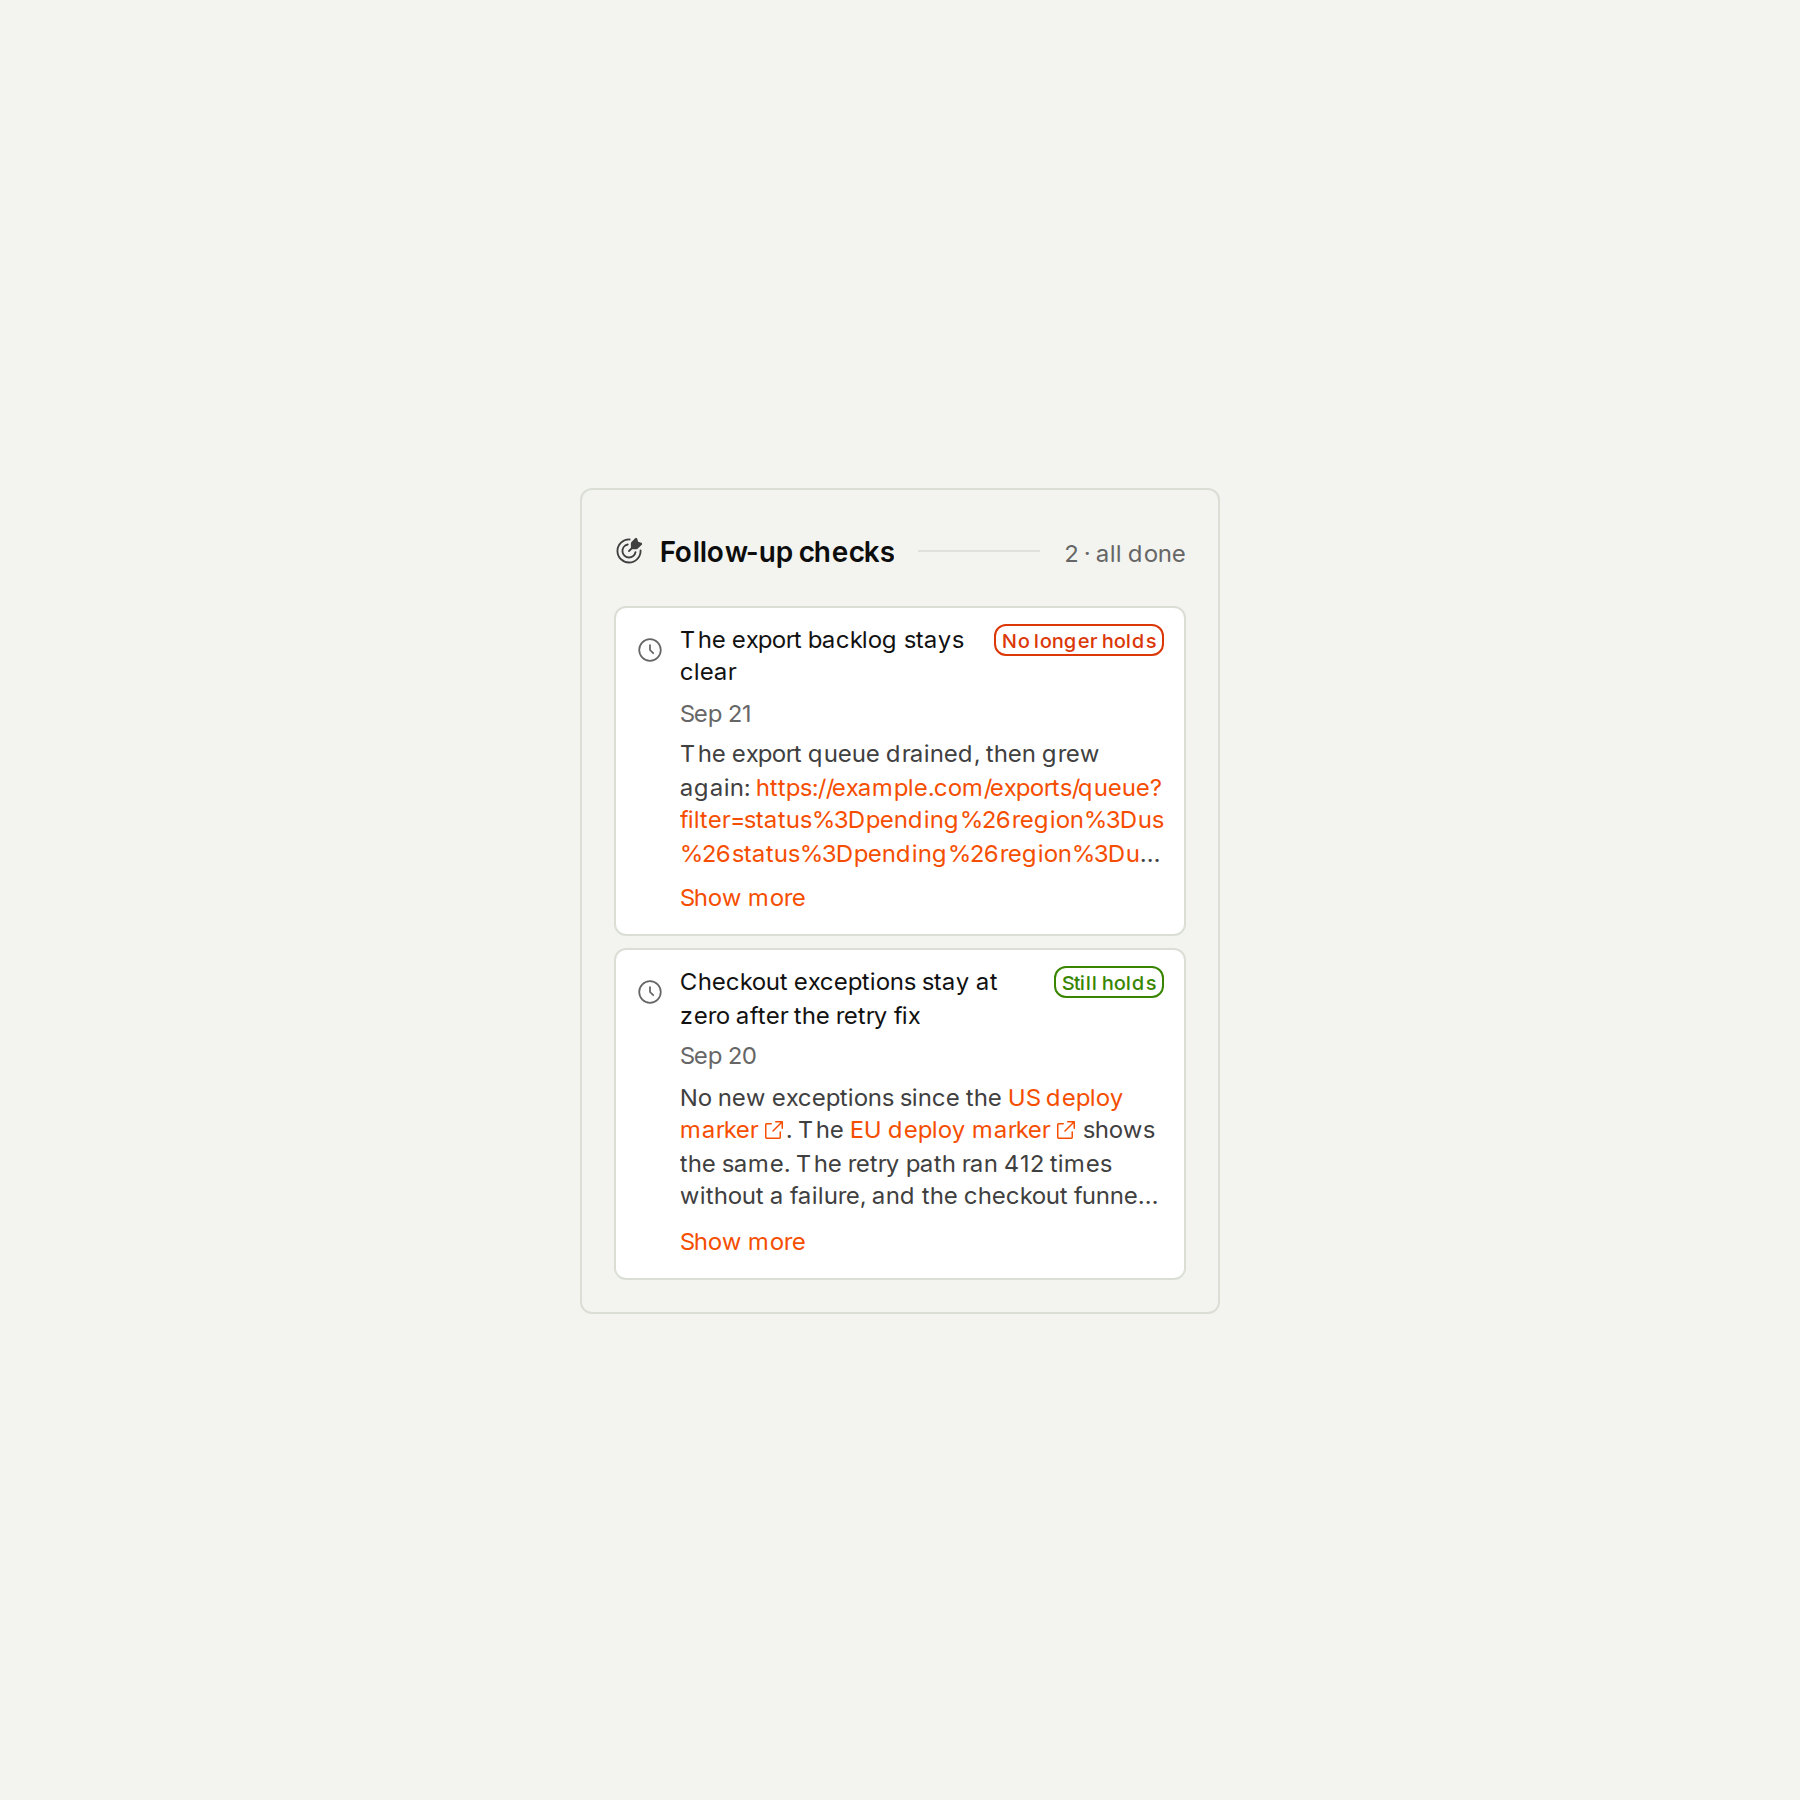 Follow-up checks
2 · all done
The export backlog stays
clear
No longer holds
Sep 21
The export queue drained, then grew
again: https://example.com/exports/queue?
filter=status%3Dpending%26region%3Dus
%26status%3Dpending%26region%3Du...
Show more
Checkout exceptions stay at
zero after the retry fix
Still holds
Sep 20
No new exceptions since the US deploy
marker. The EU deploy marker shows
the same. The retry path ran 412 times
without a failure, and the checkout funne...
Show more